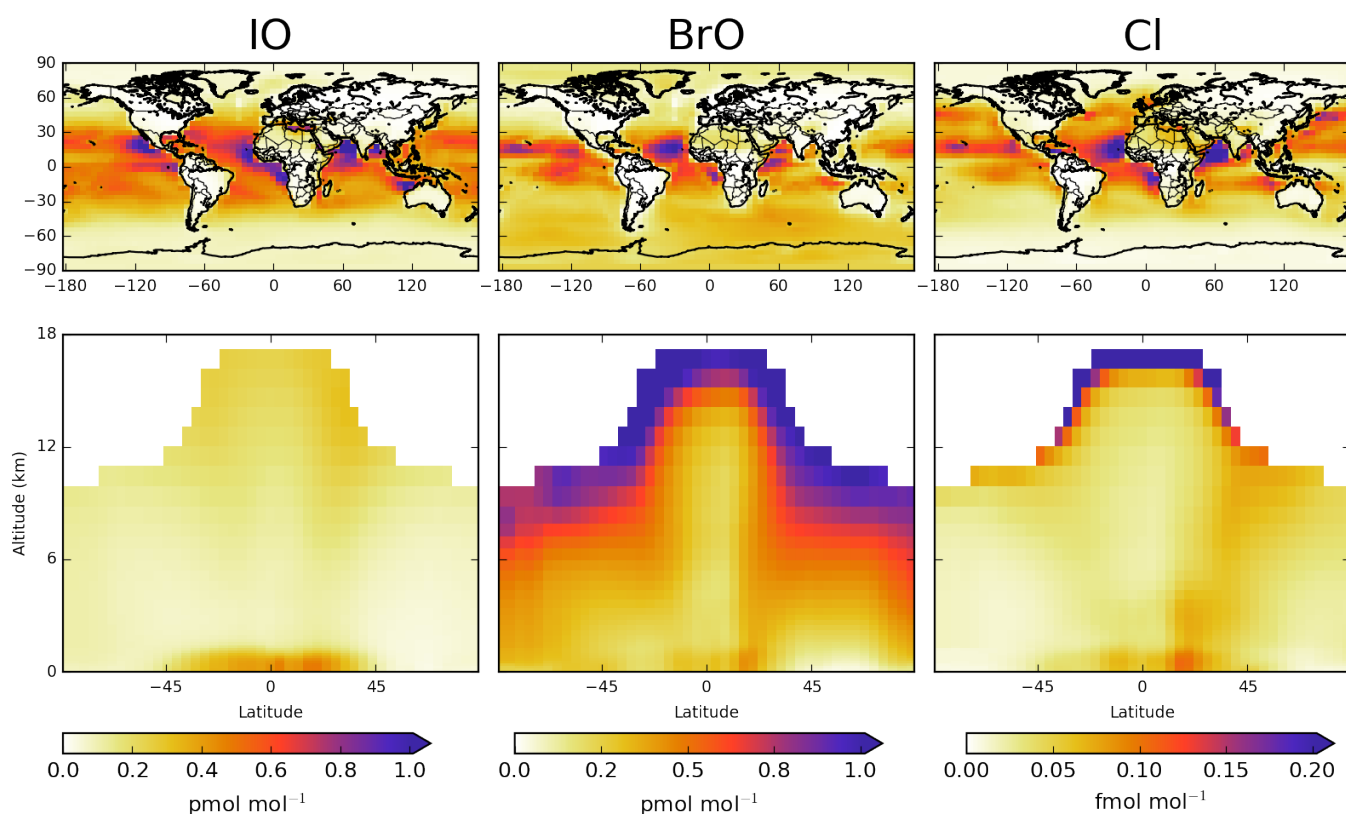 IO BrO Cl
90
60
30
0
−30
−60
−90
−180 −120 −60 0 60 120 −180 −120 −60 0 60 120 −180 −120 −60 0 60 120
18
12
6
0
Altitude (km)
−45 0 45 −45 0 45 −45 0 45
Latitude Latitude Latitude
0.0 0.2 0.4 0.6 0.8 1.0 0.0 0.2 0.5 0.8 1.0 0.00 0.05 0.10 0.15 0.20
pmol mol⁻¹ pmol mol⁻¹ fmol mol⁻¹